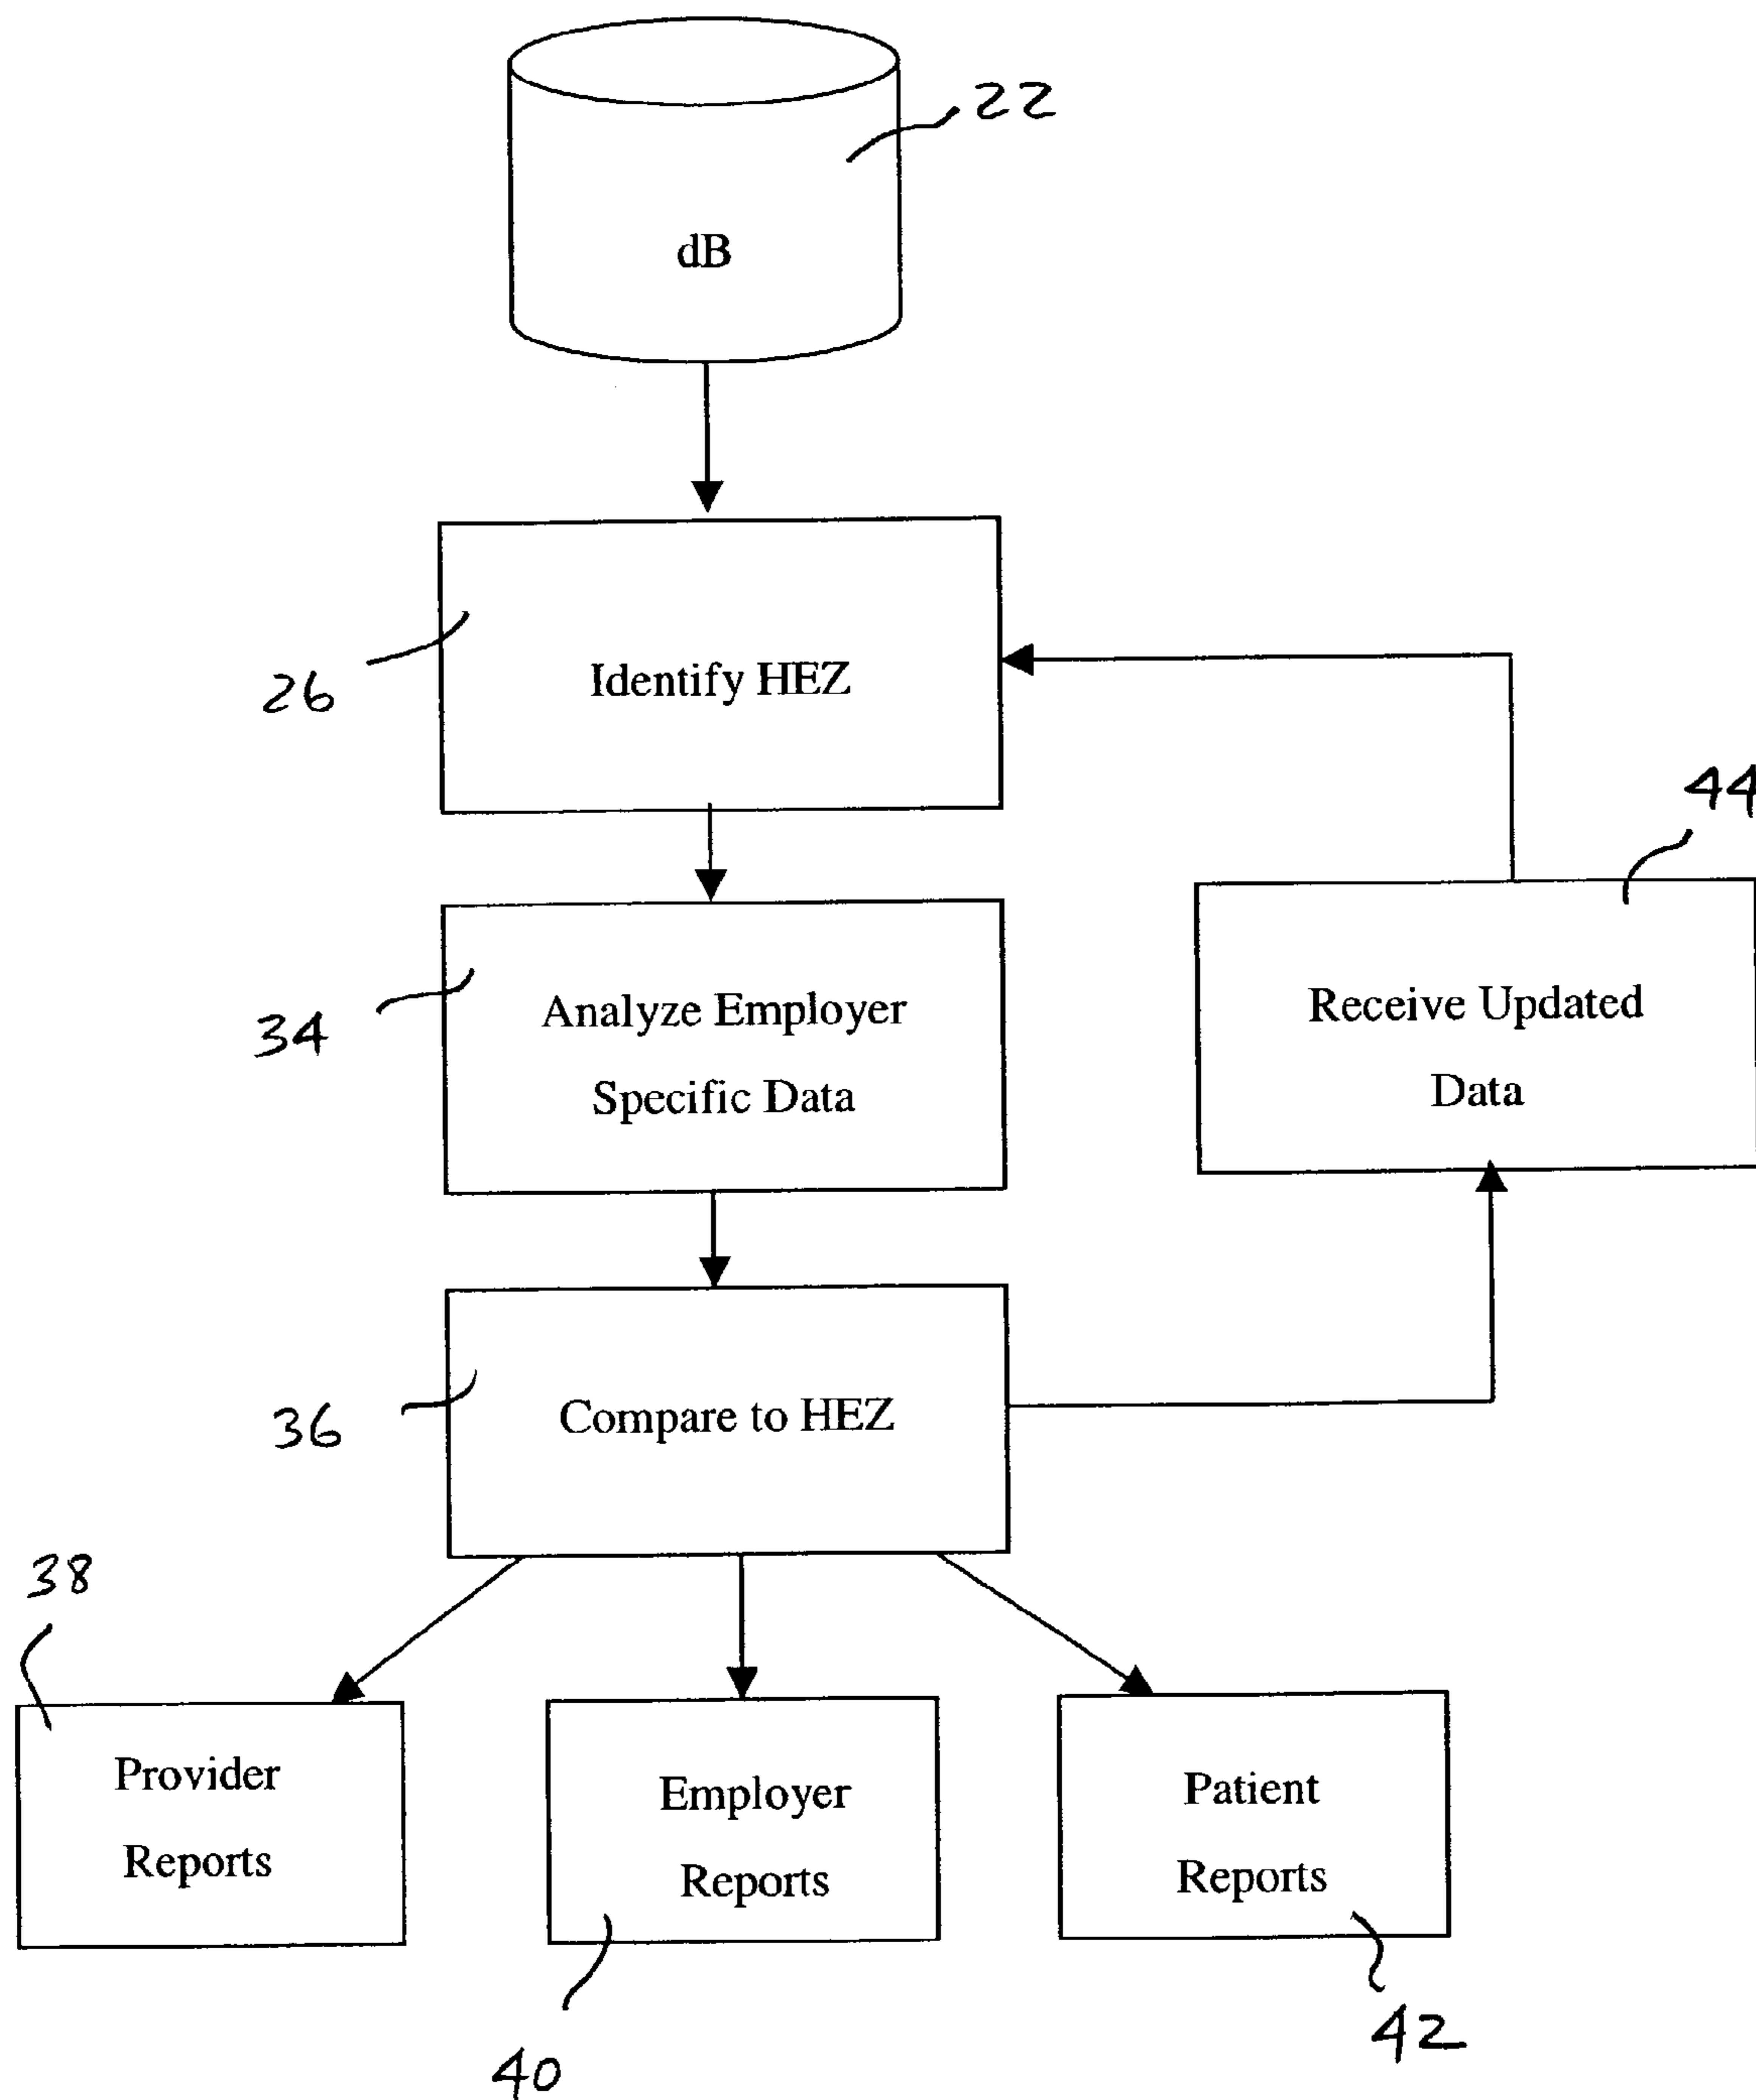 22
dB
26
Identify HEZ
44
34
Analyze Employer
Specific Data
Receive Updated
Data
36
Compare to HEZ
38
Provider
Reports
Employer
Reports
Patient
Reports
40
42